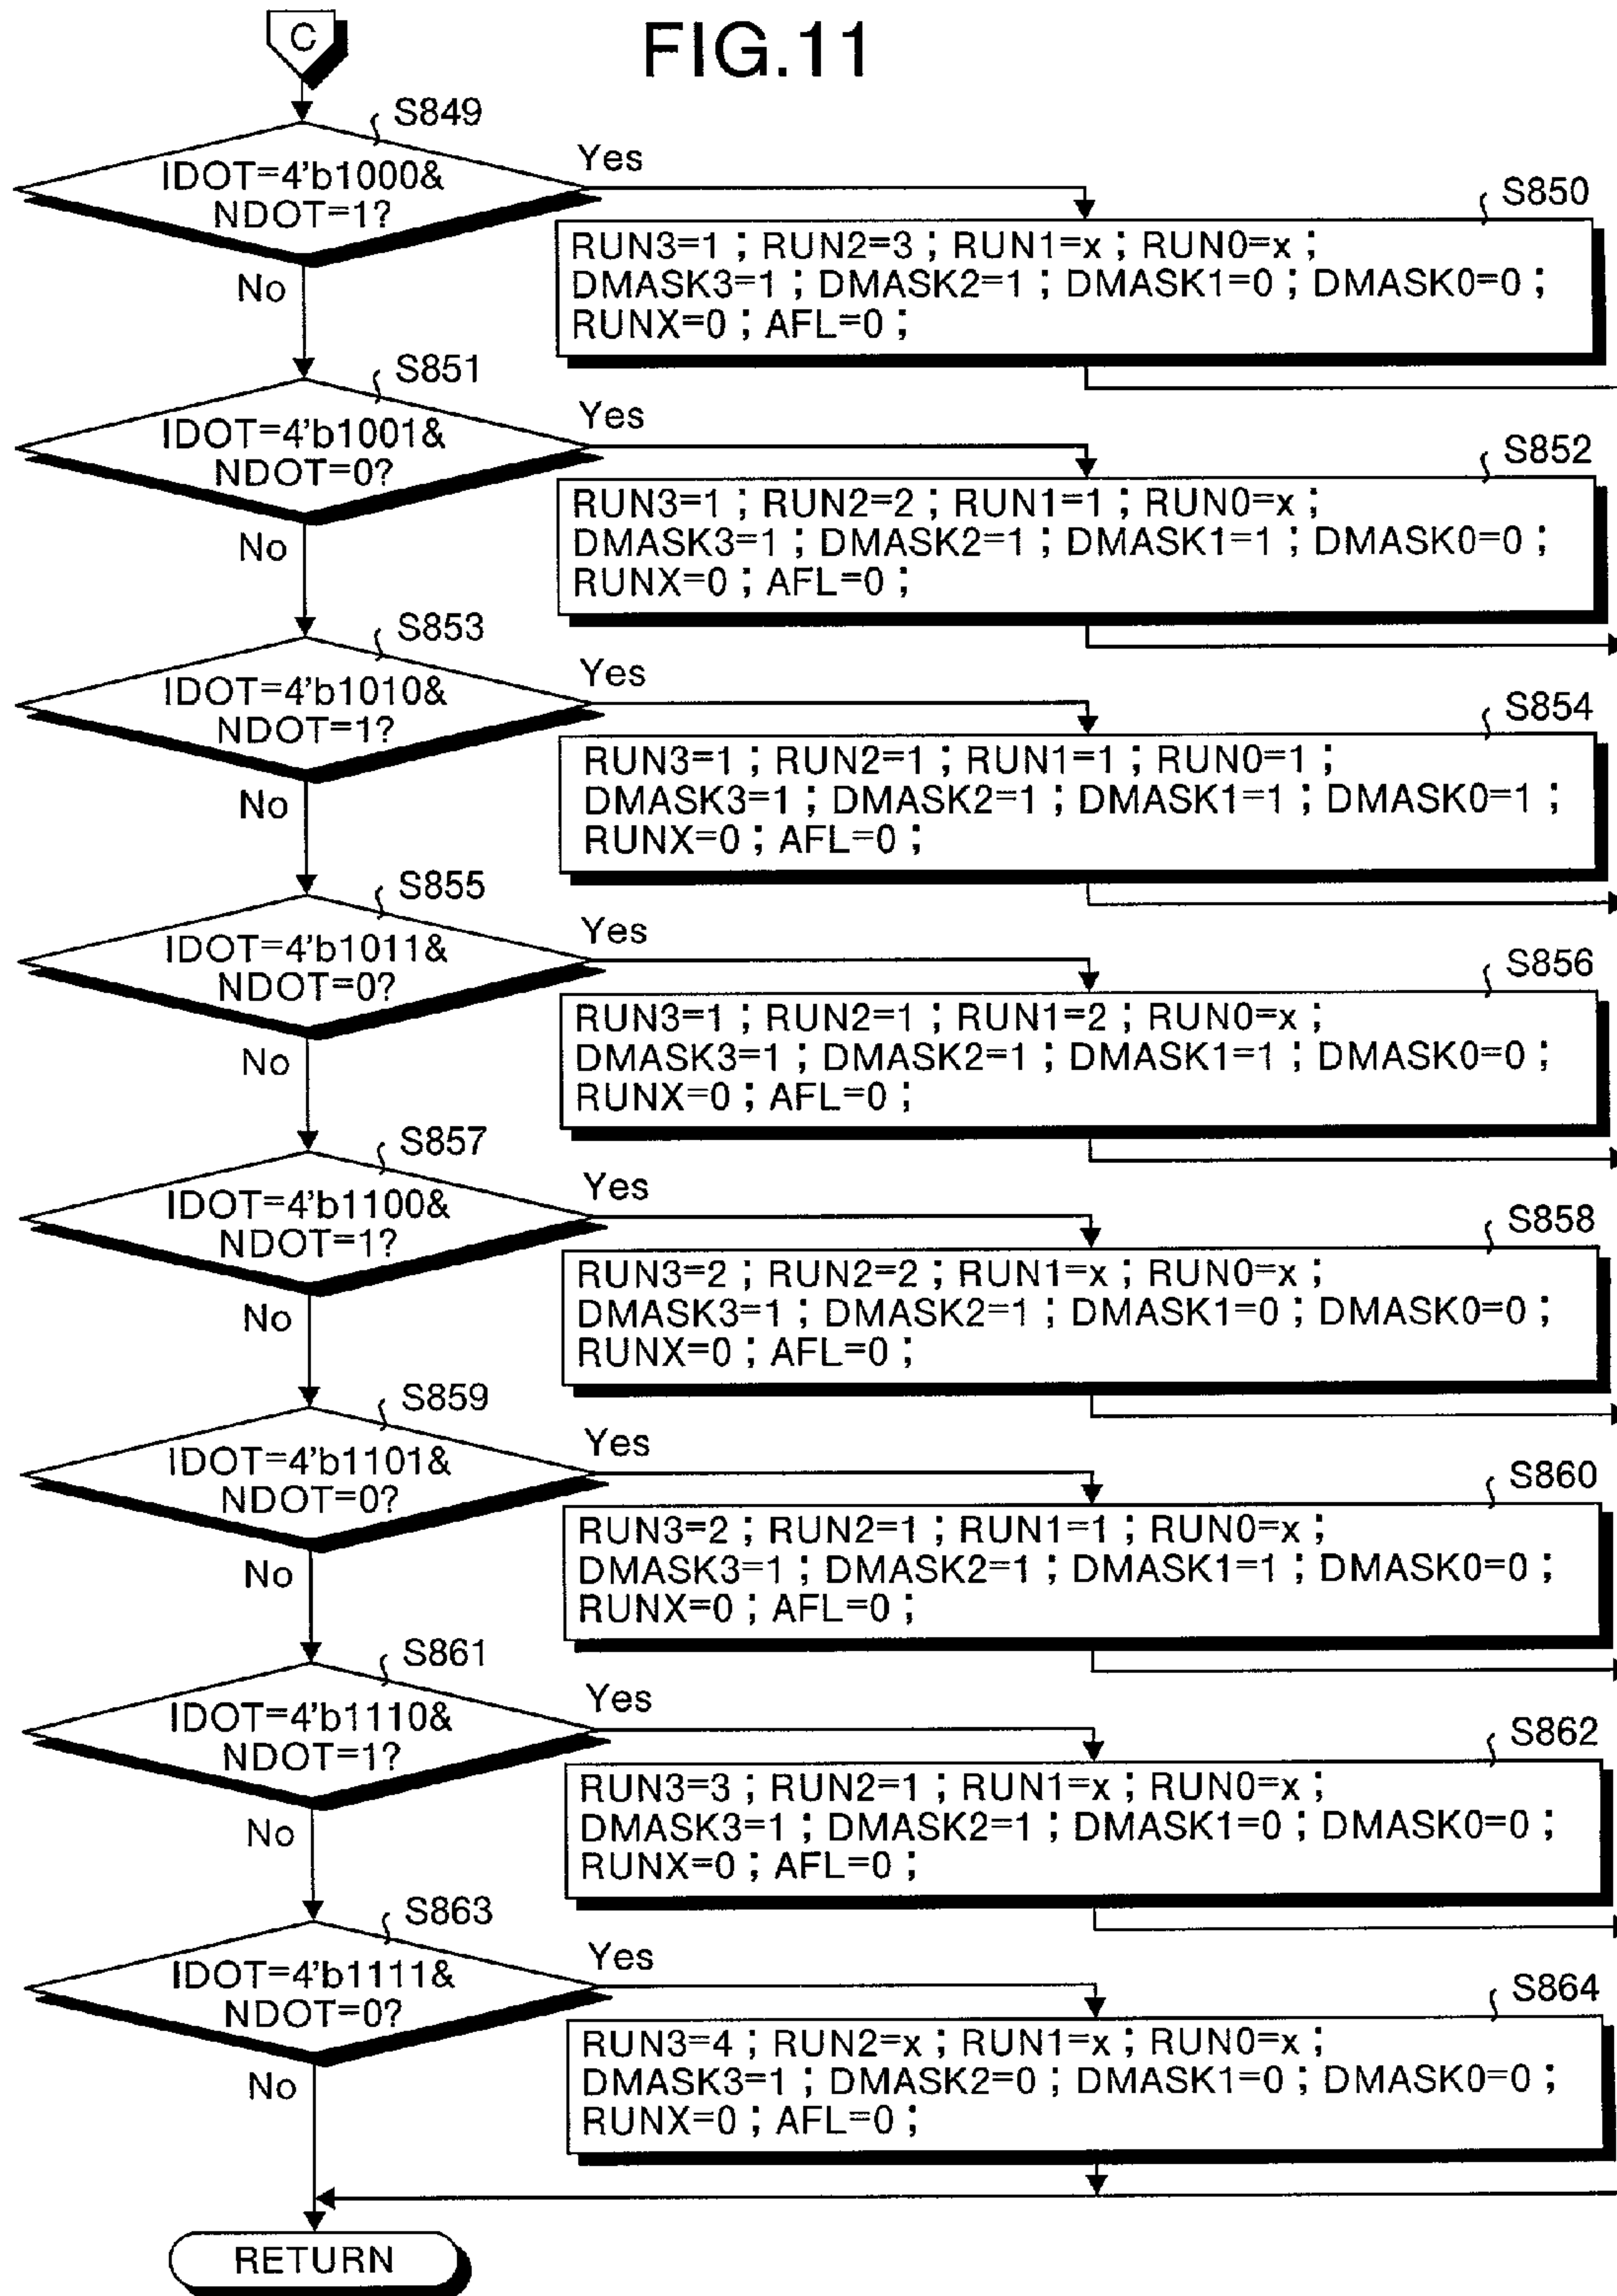 C
FIG.11
S849
IDOT=4'b1000&
NDOT=1?
Yes
No
S850
RUN3=1 ; RUN2=3 ; RUN1=x ; RUN0=x ;
DMASK3=1 ; DMASK2=1 ; DMASK1=0 ; DMASK0=0 ;
RUNX=0 ; AFL=0 ;
S851
IDOT=4'b1001&
NDOT=0?
Yes
No
S852
RUN3=1 ; RUN2=2 ; RUN1=1 ; RUN0=x ;
DMASK3=1 ; DMASK2=1 ; DMASK1=1 ; DMASK0=0 ;
RUNX=0 ; AFL=0 ;
S853
IDOT=4'b1010&
NDOT=1?
Yes
No
S854
RUN3=1 ; RUN2=1 ; RUN1=1 ; RUN0=1 ;
DMASK3=1 ; DMASK2=1 ; DMASK1=1 ; DMASK0=1 ;
RUNX=0 ; AFL=0 ;
S855
IDOT=4'b1011&
NDOT=0?
Yes
No
S856
RUN3=1 ; RUN2=1 ; RUN1=2 ; RUN0=x ;
DMASK3=1 ; DMASK2=1 ; DMASK1=1 ; DMASK0=0 ;
RUNX=0 ; AFL=0 ;
S857
IDOT=4'b1100&
NDOT=1?
Yes
No
S858
RUN3=2 ; RUN2=2 ; RUN1=x ; RUN0=x ;
DMASK3=1 ; DMASK2=1 ; DMASK1=0 ; DMASK0=0 ;
RUNX=0 ; AFL=0 ;
S859
IDOT=4'b1101&
NDOT=0?
Yes
No
S860
RUN3=2 ; RUN2=1 ; RUN1=1 ; RUN0=x ;
DMASK3=1 ; DMASK2=1 ; DMASK1=1 ; DMASK0=0 ;
RUNX=0 ; AFL=0 ;
S861
IDOT=4'b1110&
NDOT=1?
Yes
No
S862
RUN3=3 ; RUN2=1 ; RUN1=x ; RUN0=x ;
DMASK3=1 ; DMASK2=1 ; DMASK1=0 ; DMASK0=0 ;
RUNX=0 ; AFL=0 ;
S863
IDOT=4'b1111&
NDOT=0?
Yes
No
S864
RUN3=4 ; RUN2=x ; RUN1=x ; RUN0=x ;
DMASK3=1 ; DMASK2=0 ; DMASK1=0 ; DMASK0=0 ;
RUNX=0 ; AFL=0 ;
RETURN